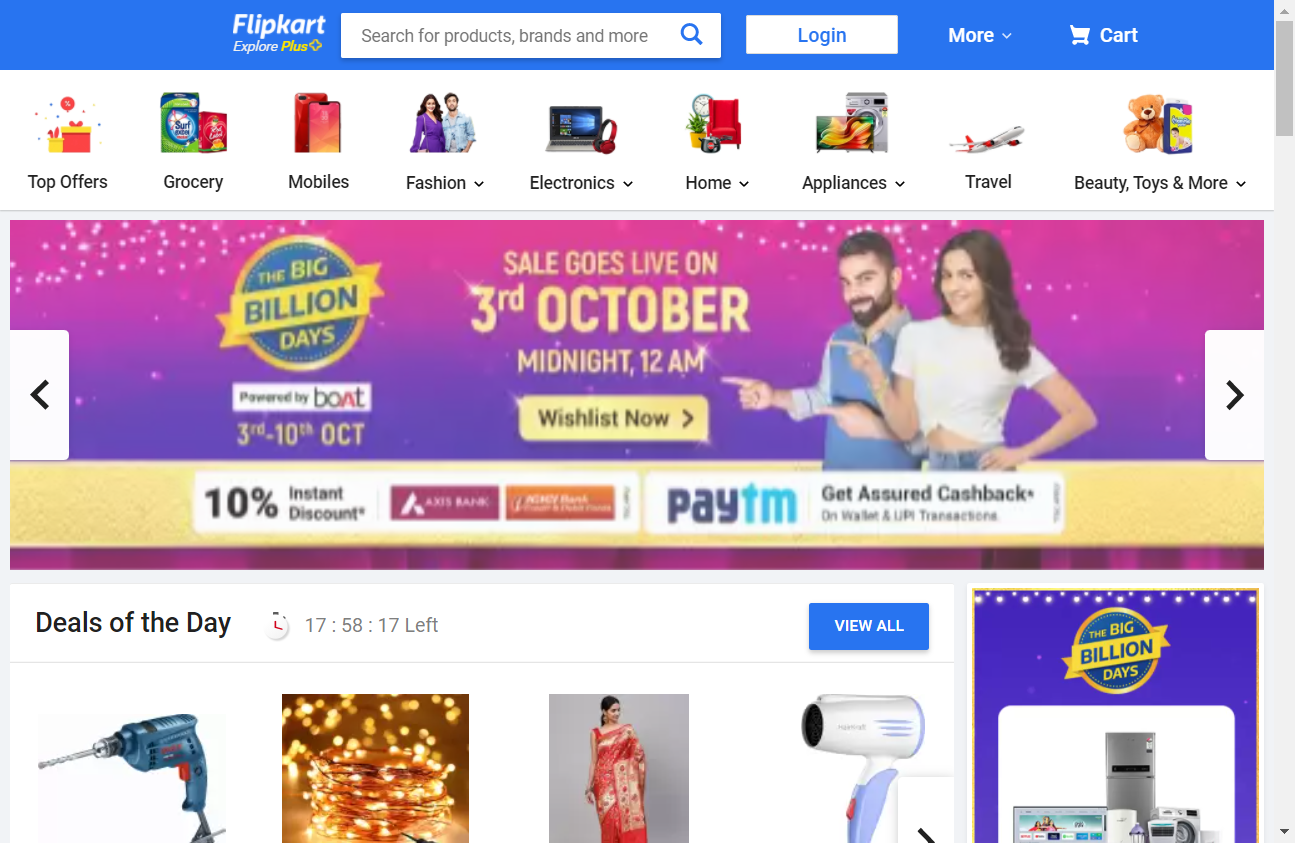 Flipkart
Explore Plus
Search for products, brands and more
Login
More
Cart
Top Offers
Grocery
Mobiles
Fashion
Electronics
Home
Appliances
Travel
Beauty, Toys & More
THE BIG
BILLION
DAYS
Powered by boAt
3rd-10th OCT
SALE GOES LIVE ON
3rd OCTOBER
MIDNIGHT, 12 AM
Wishlist Now
10% Instant
Discount*
AXIS BANK
ICICI Bank
paytm
Get Assured Cashback*
On Wallet & UPI Transactions
Deals of the Day
17 : 58 : 17 Left
VIEW ALL
THE BIG
BILLION
DAYS
Surf
excel